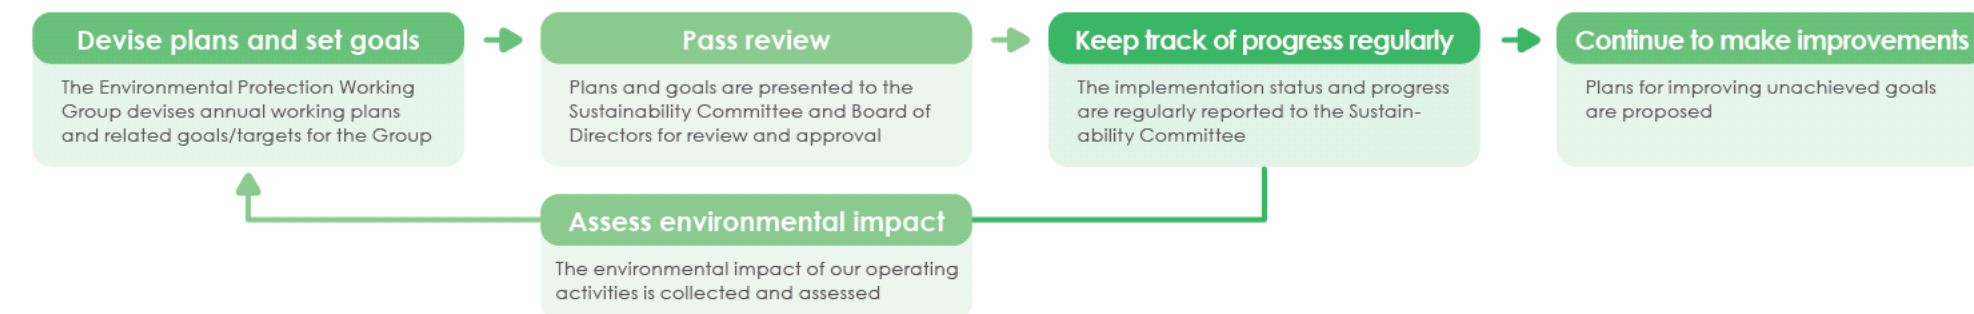 Devise plans and set goals
The Environmental Protection Working
Group devises annual working plans
and related goals/targets for the Group
Pass review
Plans and goals are presented to the
Sustainability Committee and Board of
Directors for review and approval
Keep track of progress regularly
The implementation status and progress
are regularly reported to the Sustain-
ability Committee
Continue to make improvements
Plans for improving unachieved goals
are proposed
Assess environmental impact
The environmental impact of our operating
activities is collected and assessed